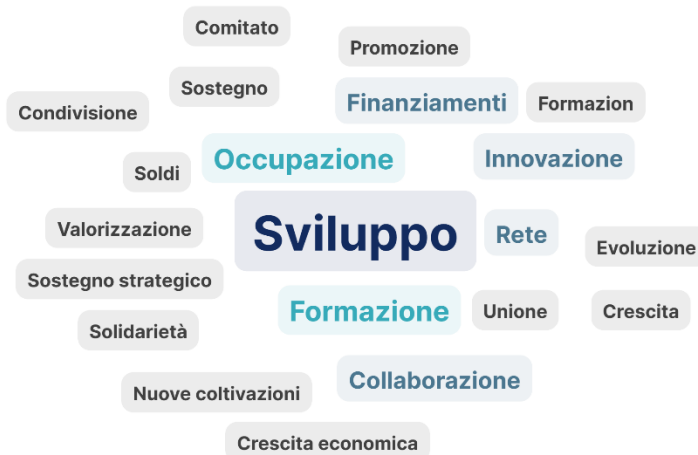 Comitato
Promozione
Sostegno
Finanziamenti
Formazion
Condivisione
Occupazione
Innovazione
Soldi
Valorizzazione
Sviluppo
Rete
Evoluzione
Sostegno strategico
Formazione
Unione
Crescita
Solidarietà
Collaborazione
Nuove coltivazioni
Crescita economica